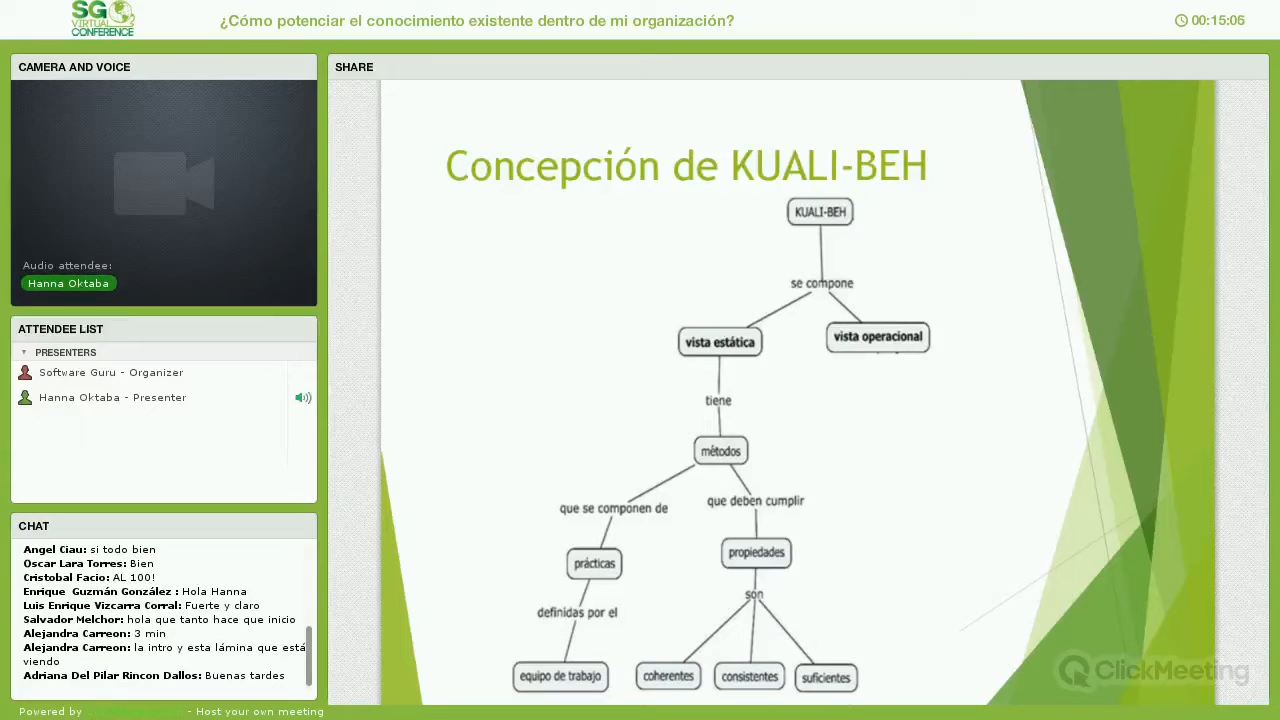 SG
VIRTUAL
CONFERENCE
¿Cómo potenciar el conocimiento existente dentro de mi organización?
00:15:06
CAMERA AND VOICE
Audio attendee:
Hanna Oktaba
ATTENDEE LIST
PRESENTERS
Software Guru - Organizer
Hanna Oktaba - Presenter
CHAT
Angel Ciau: si todo bien
Oscar Lara Torres: Bien
Cristobal Facio: AL 100!
Enrique Guzmán González : Hola Hanna
Luis Enrique Vizcarra Corral: Fuerte y claro
Salvador Melchor: hola que tanto hace que inicio
Alejandra Carreon: 3 min
Alejandra Carreon: la intro y esta lámina que está
viendo
Adriana Del Pilar Rincon Dallos: Buenas tardes
SHARE
Concepción de KUALI-BEH
KUALI-BEH
se compone
vista estática
vista operacional
tiene
métodos
que se componen de
que deben cumplir
prácticas
propiedades
definidas por el
son
equipo de trabajo
coherentes
consistentes
suficientes
ClickMeeting
Powered by
- Host your own meeting